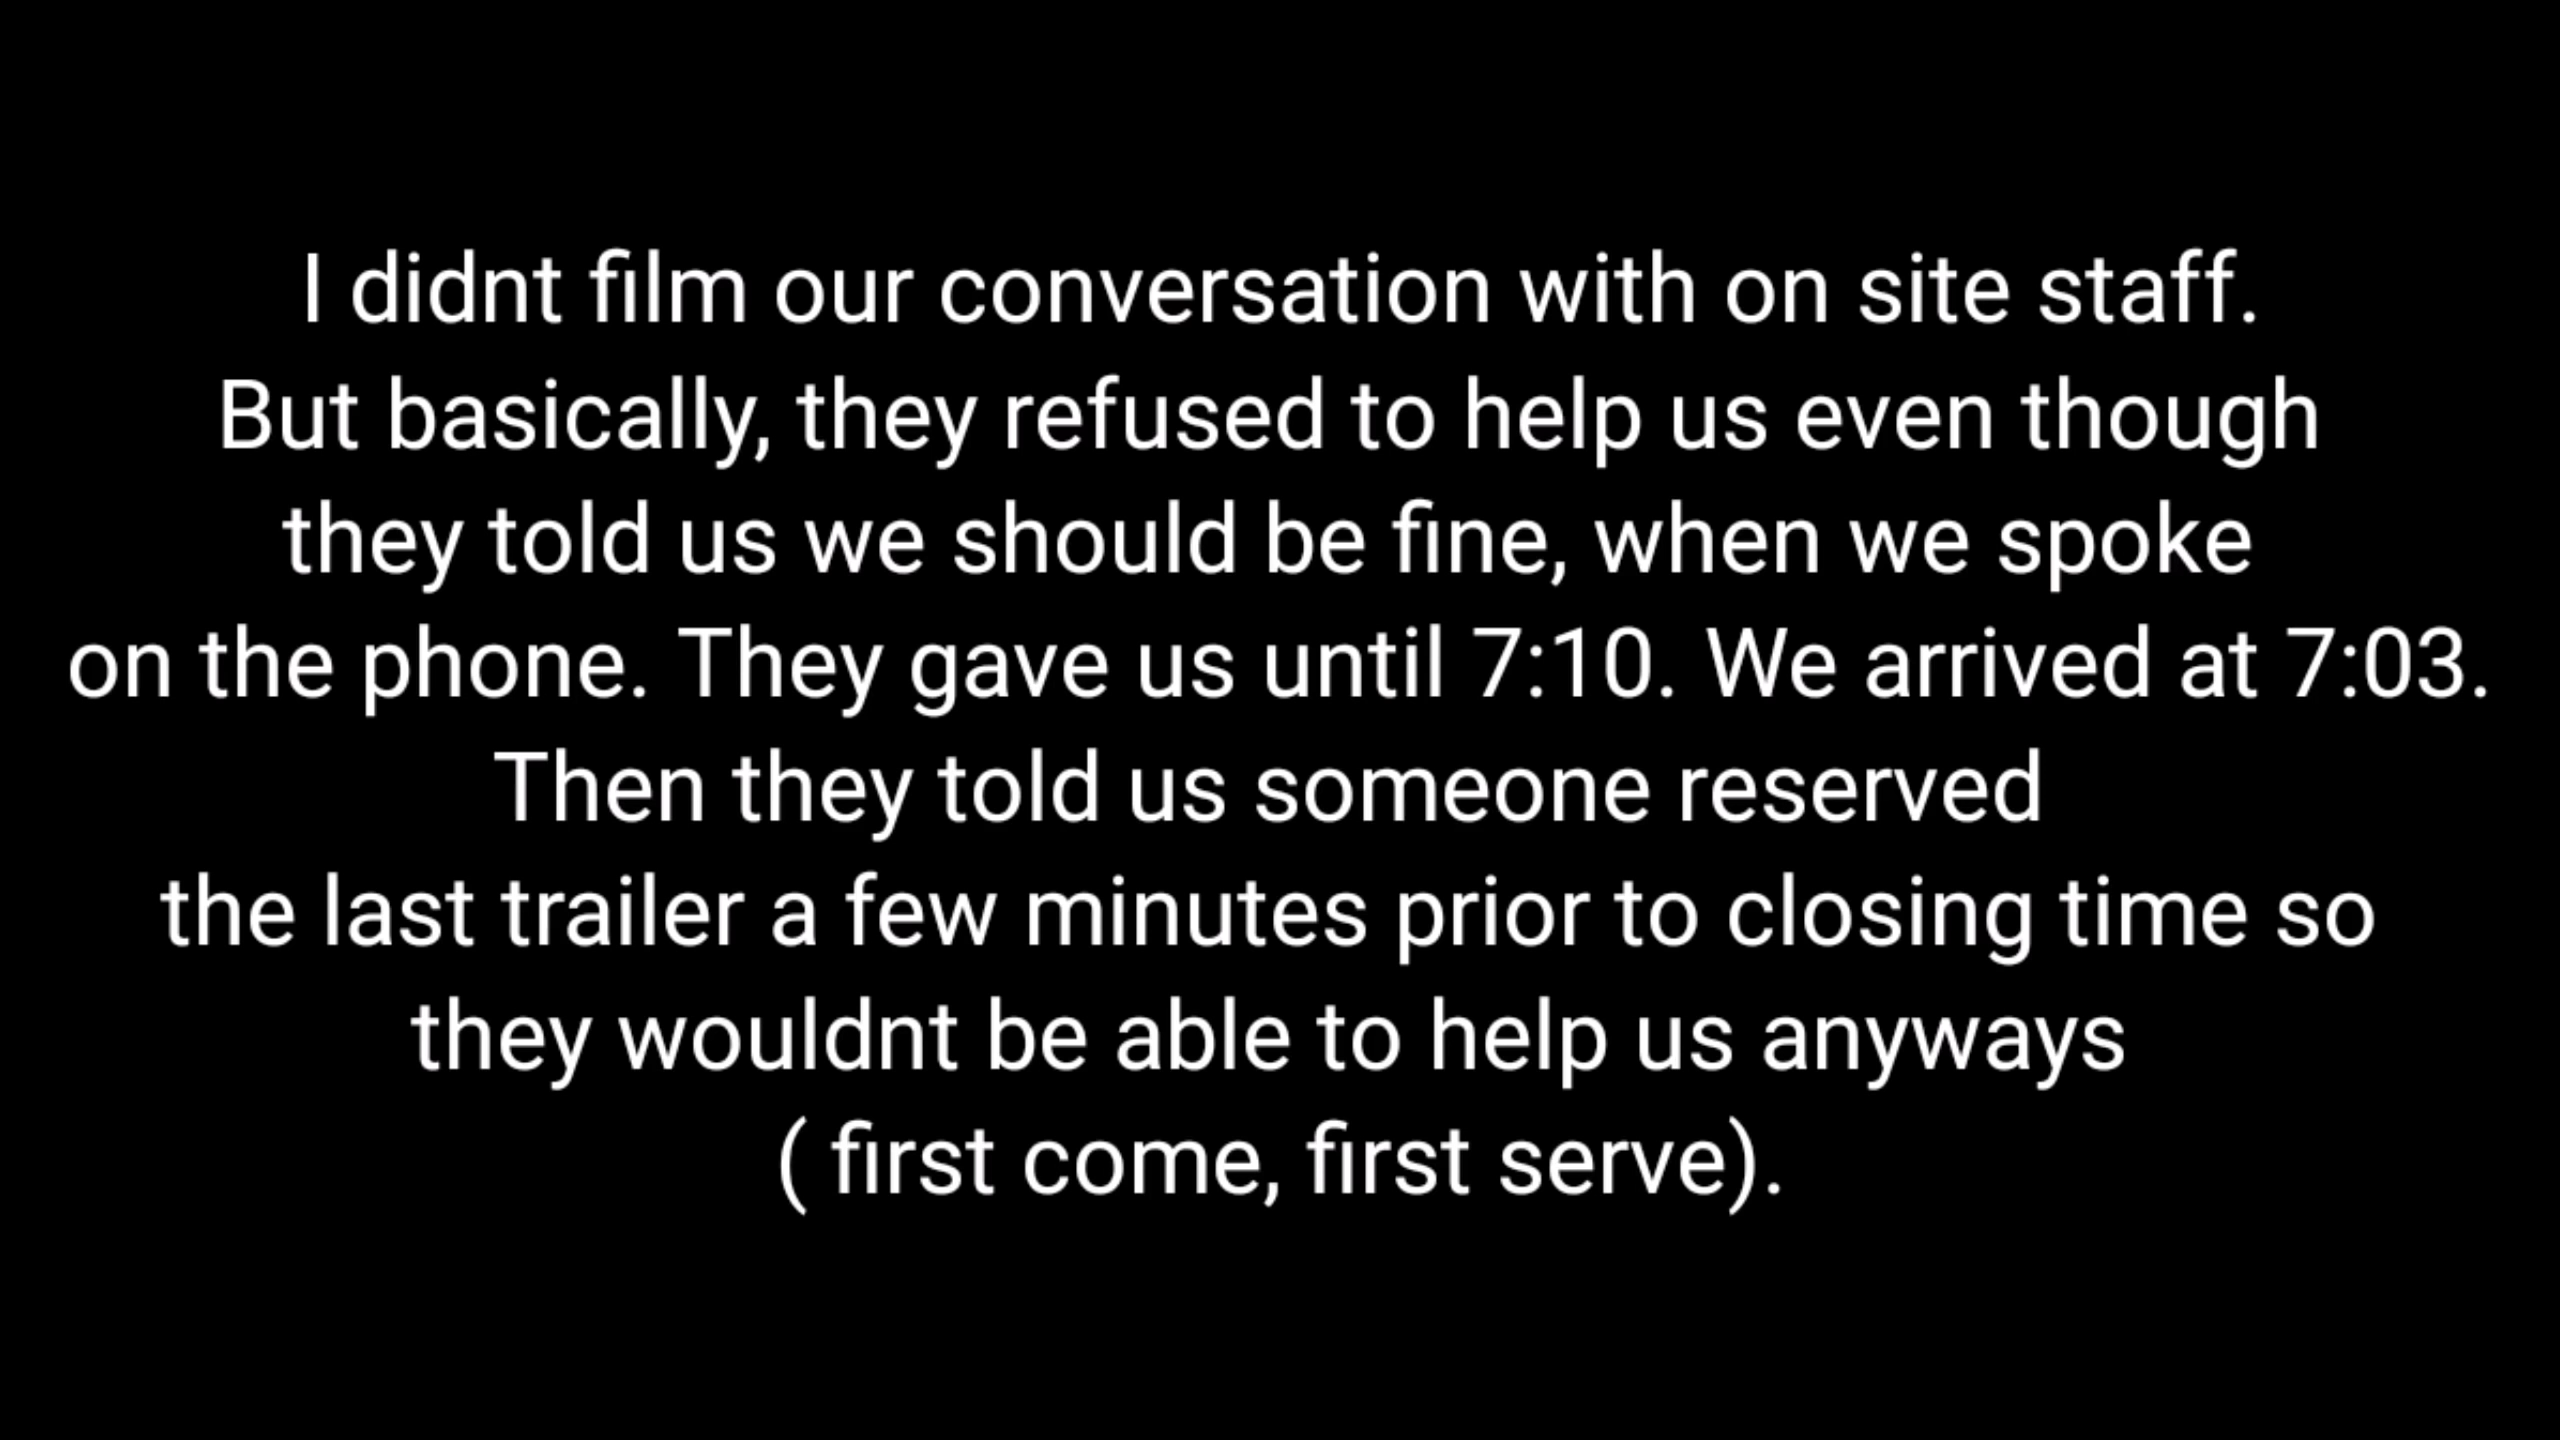 I didnt film our conversation with on site staff.
But basically, they refused to help us even though
they told us we should be fine, when we spoke
on the phone. They gave us until 7:10. We arrived at 7:03.
Then they told us someone reserved
the last trailer a few minutes prior to closing time so
they wouldnt be able to help us anyways
( first come, first serve).